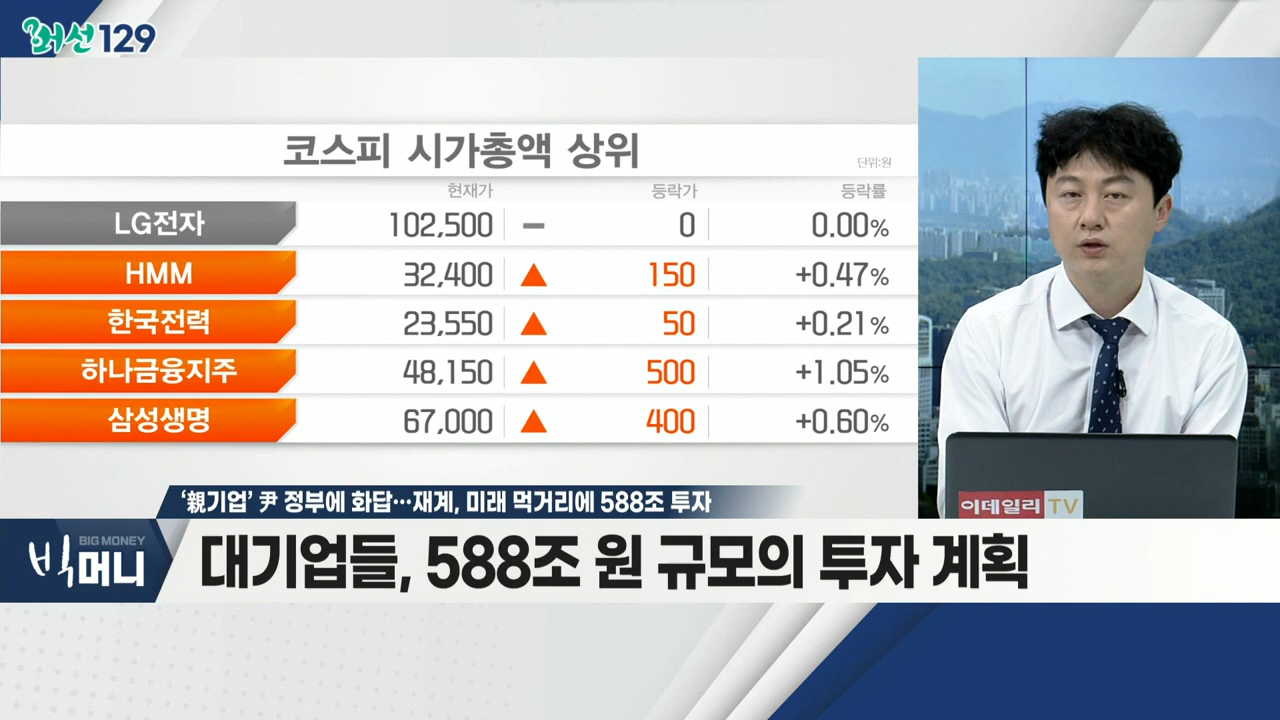 머선129
코스피 시가총액 상위
단위:원
현재가 등락가 등락률
LG전자 102,500 – 0 0.00%
HMM 32,400 ▲ 150 +0.47%
한국전력 23,550 ▲ 50 +0.21%
하나금융지주 48,150 ▲ 500 +1.05%
삼성생명 67,000 ▲ 400 +0.60%
이데일리TV
‘親기업’ 尹 정부에 화답…재계, 미래 먹거리에 588조 투자
BIG MONEY
빅머니
대기업들, 588조 원 규모의 투자 계획